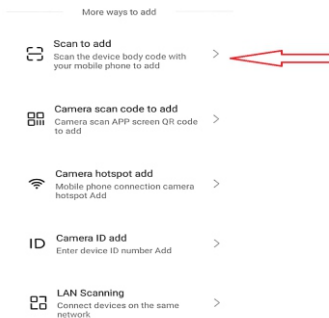 More ways to add
Scan to add
Scan the device body code with
your mobile phone to add
Camera scan code to add
Camera scan APP screen QR code
to add
Camera hotspot add
Mobile phone connection camera
hotspot Add
ID
Camera ID add
Enter device ID number Add
LAN Scanning
Connect devices on the same
network